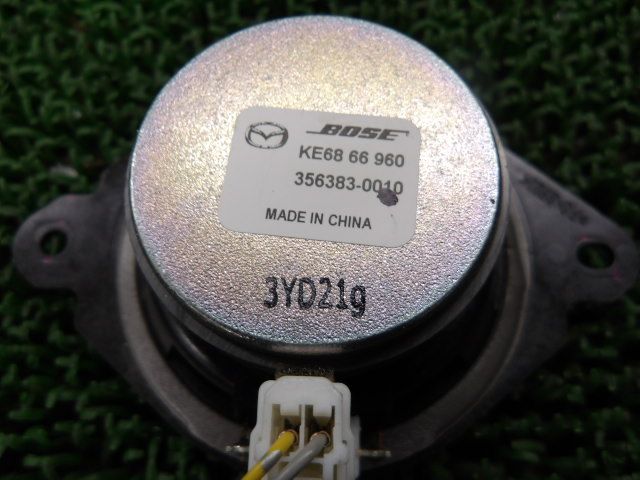 BOSE
KE68 66 960
356383-0010
MADE IN CHINA
3YD21g